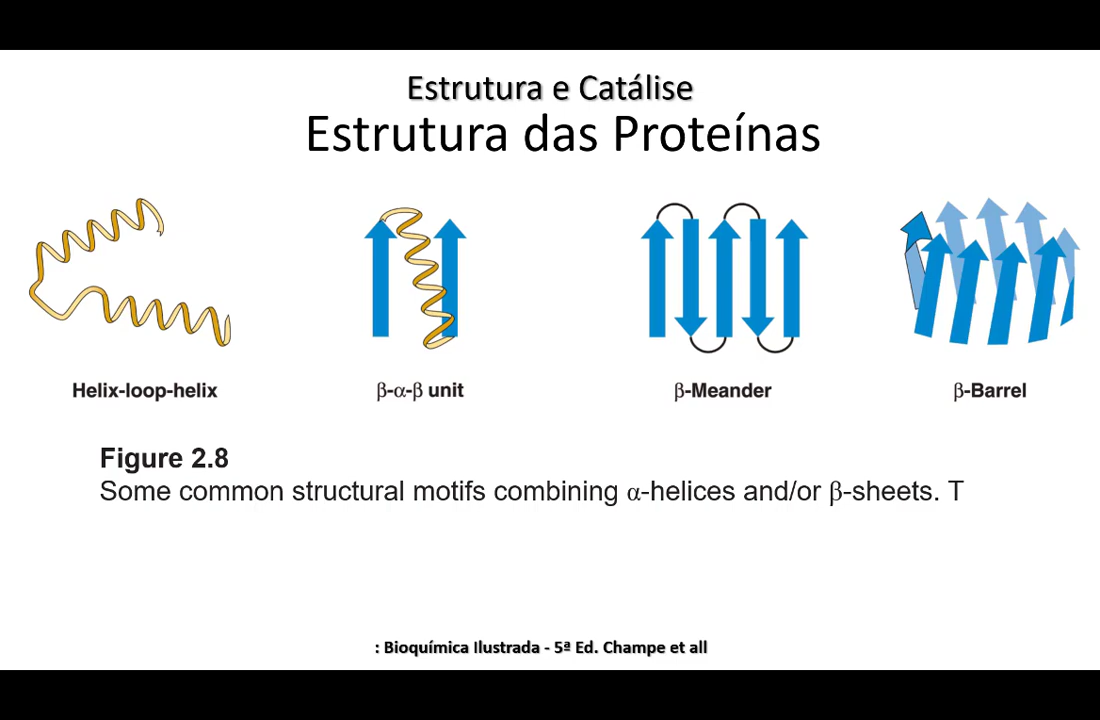 Estrutura e Catálise
Estrutura das Proteínas
Helix-loop-helix
β-α-β unit
β-Meander
β-Barrel
Figure 2.8
Some common structural motifs combining α-helices and/or β-sheets. T
: Bioquímica Ilustrada - 5ª Ed. Champe et all